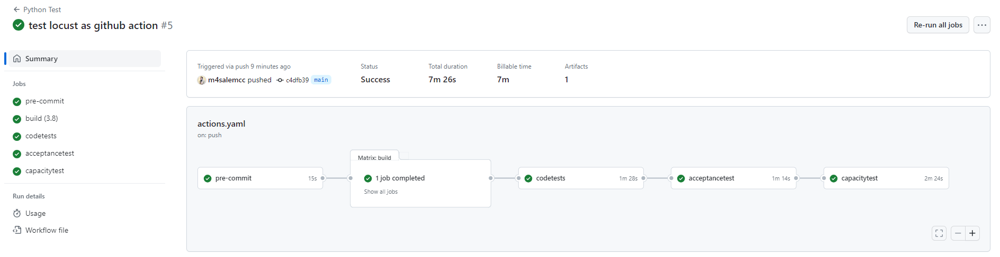 Python Test
test locust as github action #5
Re-run all jobs
Summary
Jobs
pre-commit
build (3.8)
codetests
acceptancetest
capacitytest
Run details
Usage
Workflow file
Triggered via push 9 minutes ago
m4salemcc pushed c4dfb39 main
Status
Success
Total duration
7m 26s
Billable time
7m
Artifacts
1
actions.yaml
on: push
pre-commit 15s
Matrix: build
1 job completed
Show all jobs
codetests 1m 28s
acceptancetest 1m 14s
capacitytest 2m 24s